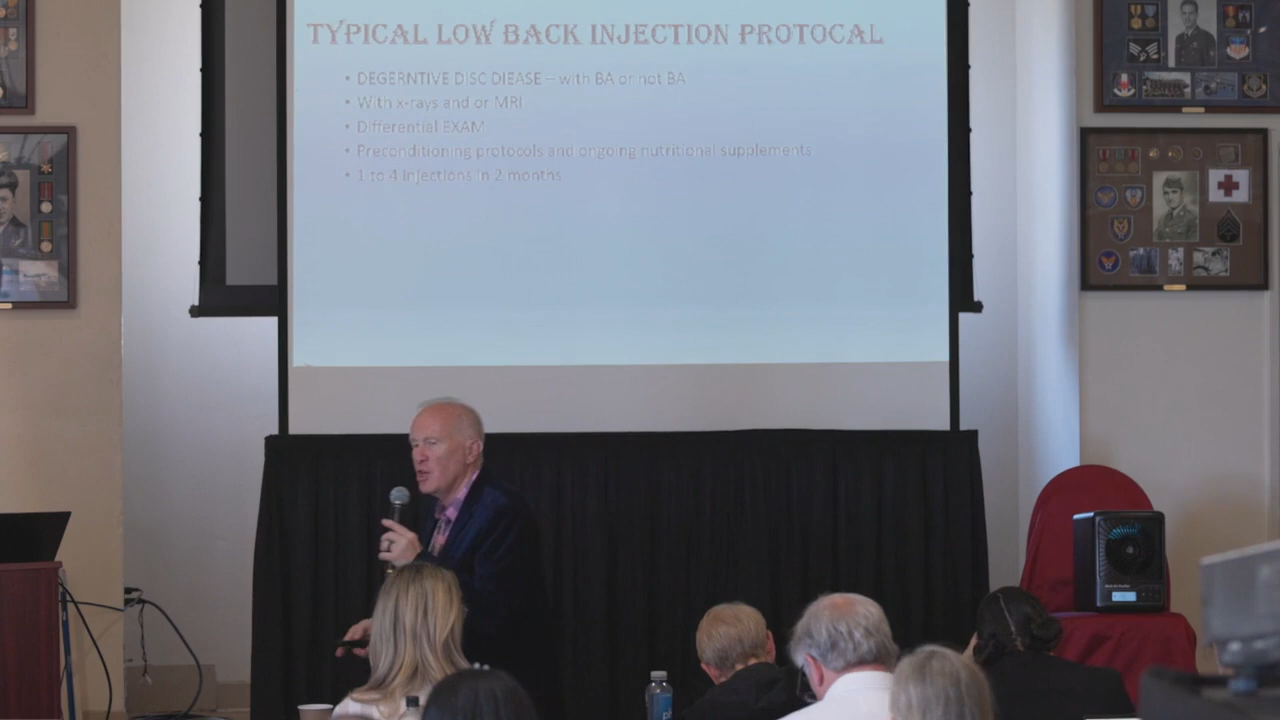 TYPICAL LOW BACK INJECTION PROTOCAL
• DEGERNTIVE DISC DIEASE – with BA or not BA
• With x-rays and or MRI
• Differential EXAM
• Preconditioning protocols and ongoing nutritional supplements
• 1 to 4 injections in 2 months